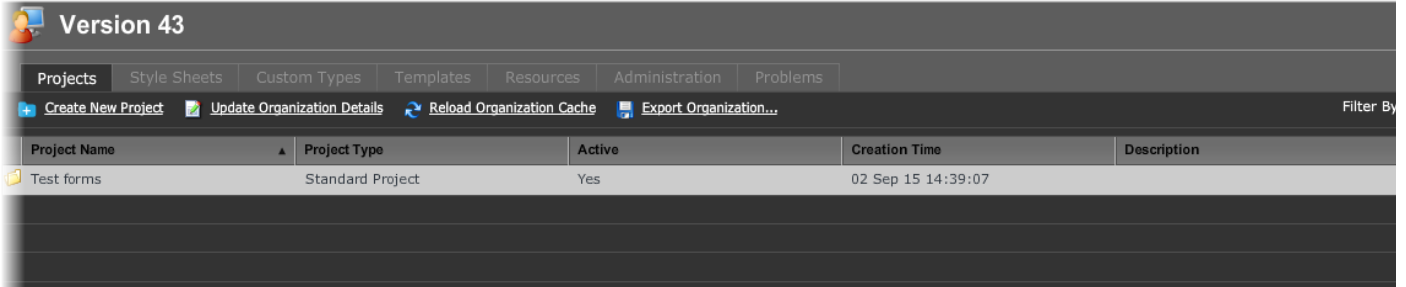 Version 43
Projects Style Sheets Custom Types Templates Resources Administration Problems
Create New Project Update Organization Details Reload Organization Cache Export Organization... Filter By
Project Name Project Type Active Creation Time Description
Test forms Standard Project Yes 02 Sep 15 14:39:07